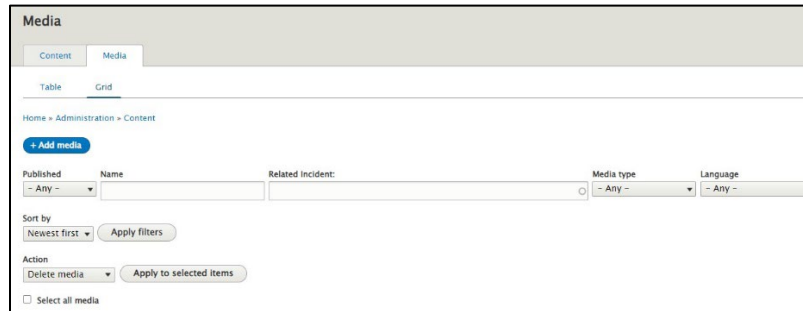 Media
Content Media
Table Grid
Home » Administration » Content
+ Add media
Published Name Related Incident: Media type Language
- Any - - Any - - Any -
Sort by
Newest first Apply filters
Action
Delete media Apply to selected items
Select all media